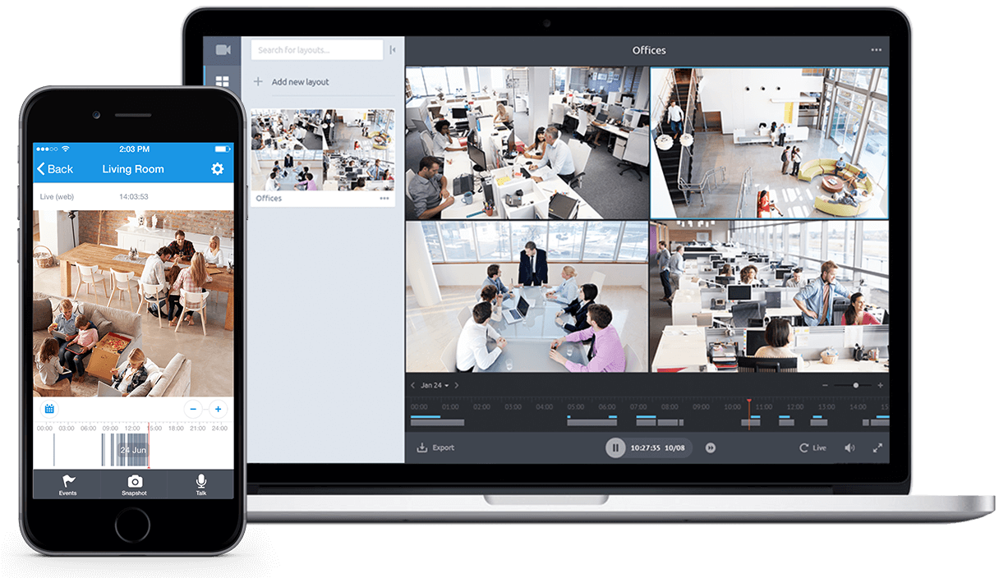 2:03 PM
Back Living Room
Live (web) 14:03:53
00:00 03:00 06:00 09:00 12:00 15:00 18:00 21:00 24:00
24 Jun
Events Snapshot Talk
Search for layouts...
Add new layout
Offices
Offices
Jan 24
00:00 01:00 02:00 03:00 04:00 05:00 06:00 07:00 08:00 09:00 10:00 11:00 12:00 13:00 14:00 15
Export
10:27:35 10/08
Live